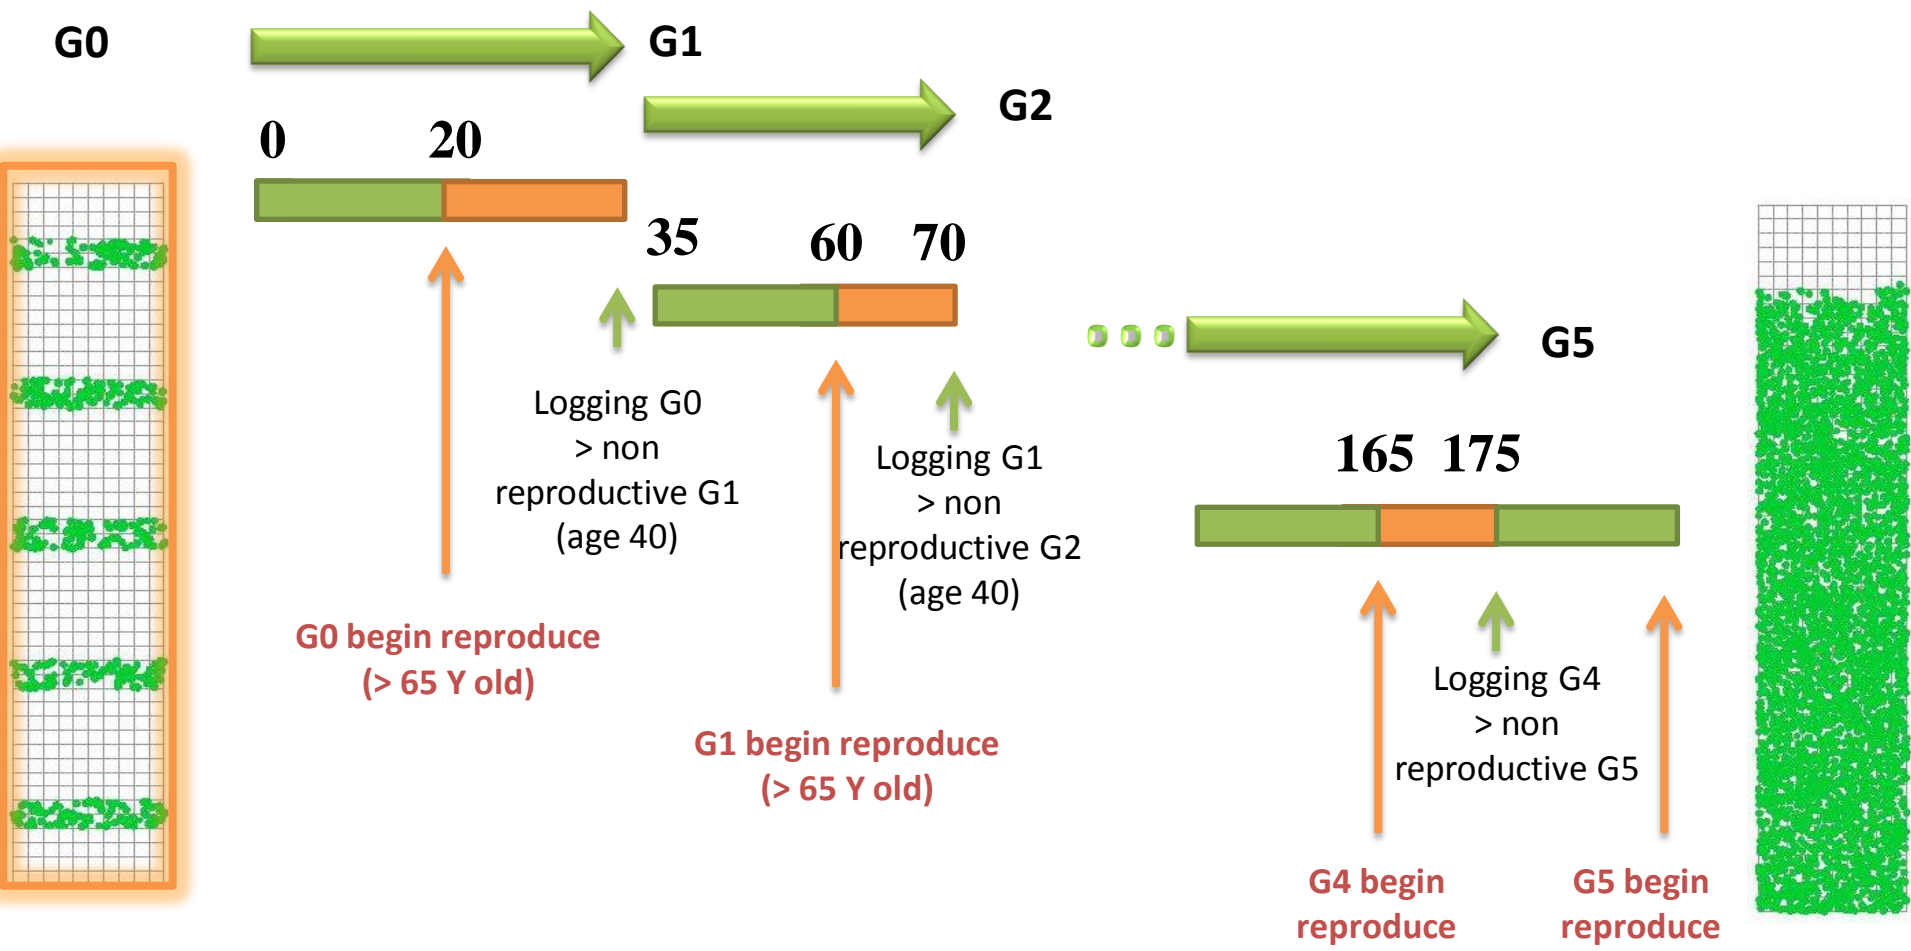 G0
G1
G2
0
20
35
60
70
G5
Logging G0
> non
reproductive G1
(age 40)
Logging G1
> non
reproductive G2
(age 40)
165
175
G0 begin reproduce
(> 65 Y old)
G1 begin reproduce
(> 65 Y old)
Logging G4
> non
reproductive G5
G4 begin
reproduce
G5 begin
reproduce